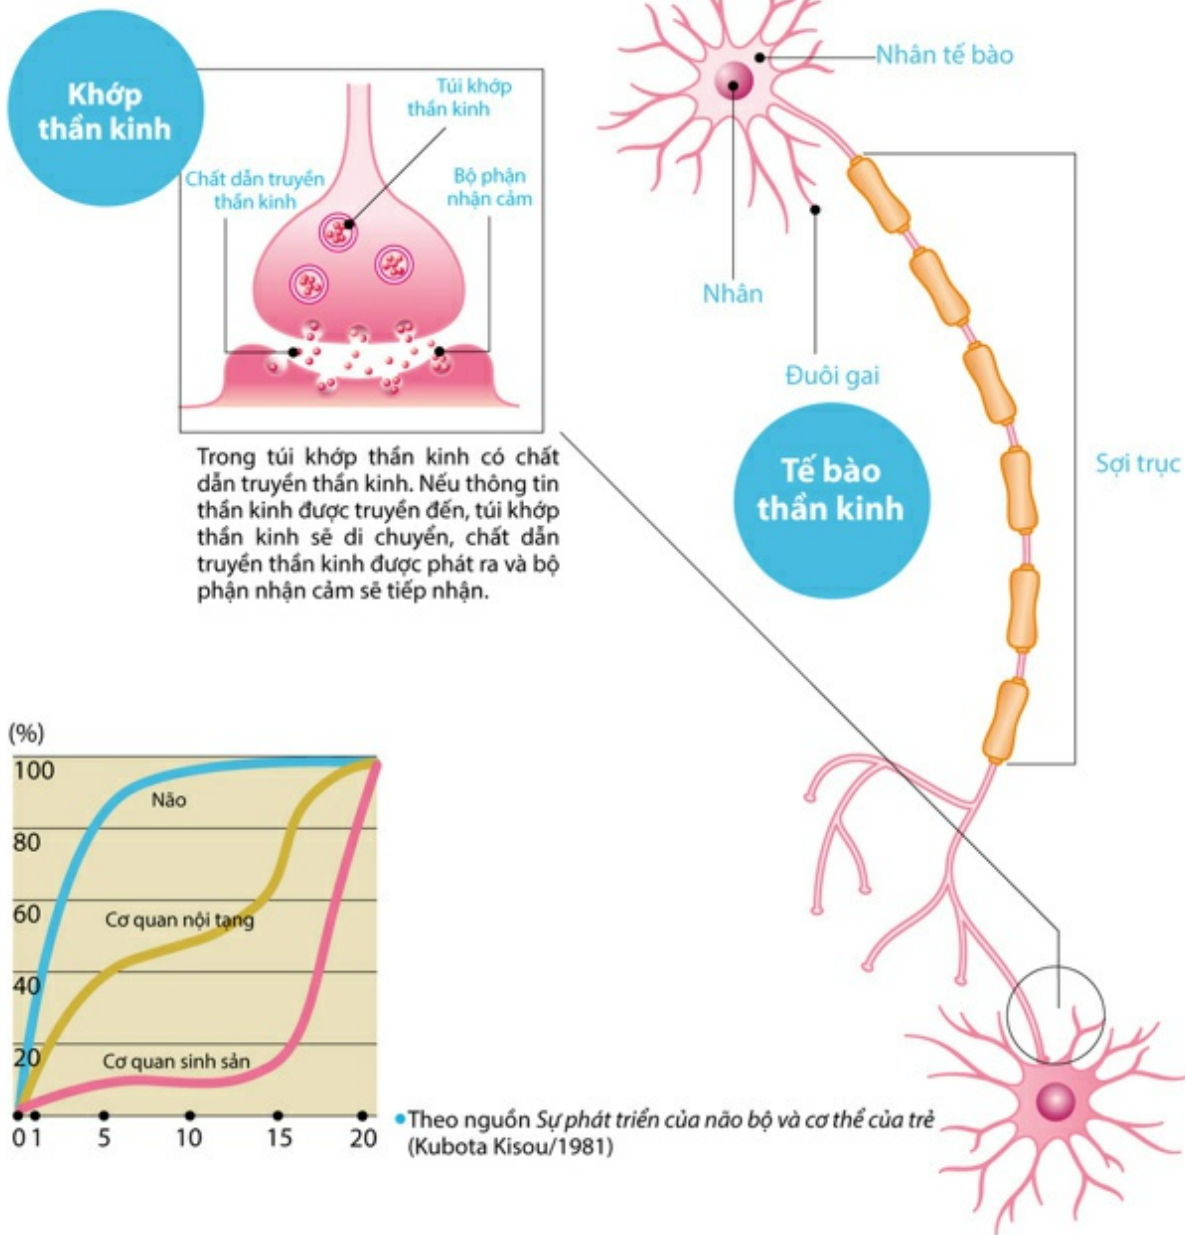 Khớp
thần kinh
Túi khớp
thần kinh
Chất dẫn truyền
thần kinh
Bộ phận
nhận cảm
Trong túi khớp thần kinh có chất
dẫn truyền thần kinh. Nếu thông tin
thần kinh được truyền đến, túi khớp
thần kinh sẽ di chuyển, chất dẫn
truyền thần kinh được phát ra và bộ
phận nhận cảm sẽ tiếp nhận.
Nhân tế bào
Nhân
Đuôi gai
Tế bào
thần kinh
Sợi trục
(%)
100
Não
80
60
Cơ quan nội tạng
40
20
Cơ quan sinh sản
0 1 5 10 15 20
Theo nguồn Sự phát triển của não bộ và cơ thể của trẻ
(Kubota Kisou/1981)